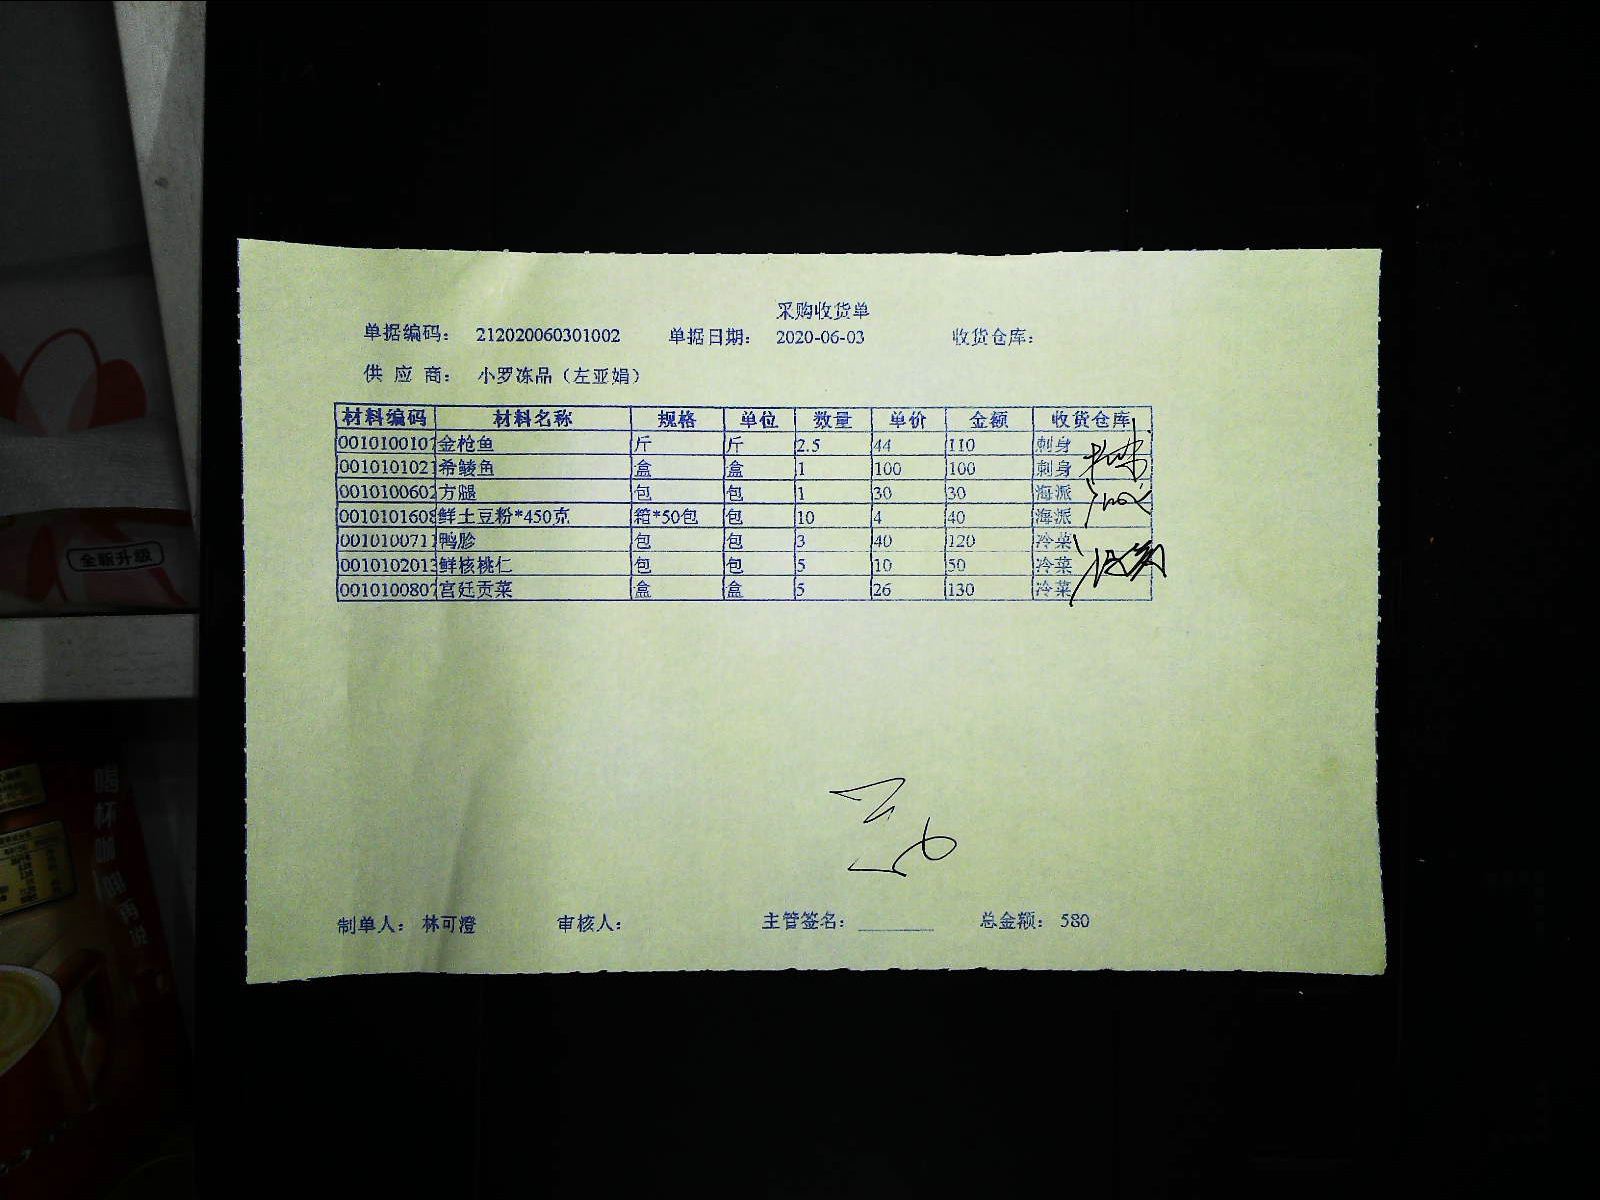 采购收货单
单据编码： 212020060301002 单据日期： 2020-06-03 收货仓库：
供 应 商： 小罗冻品（左亚娟）
材料编码 材料名称 规格 单位 数量 单价 金额 收货仓库
0010100107 金枪鱼 斤 斤 2.5 44 110 刺身
0010101021 希鲮鱼 盒 盒 1 100 100 刺身
0010100602 方腿 包 包 1 30 30 海派
0010101608 鲜土豆粉*450克 箱*50包 包 10 4 40 海派
0010100711 鸭胗 包 包 3 40 120 冷菜
0010102013 鲜核桃仁 包 包 5 10 50 冷菜
0010100807 宫廷贡菜 盒 盒 5 26 130 冷菜
制单人： 林可澄 审核人： 主管签名： 总金额： 580
全新升级
喝杯咖啡再说